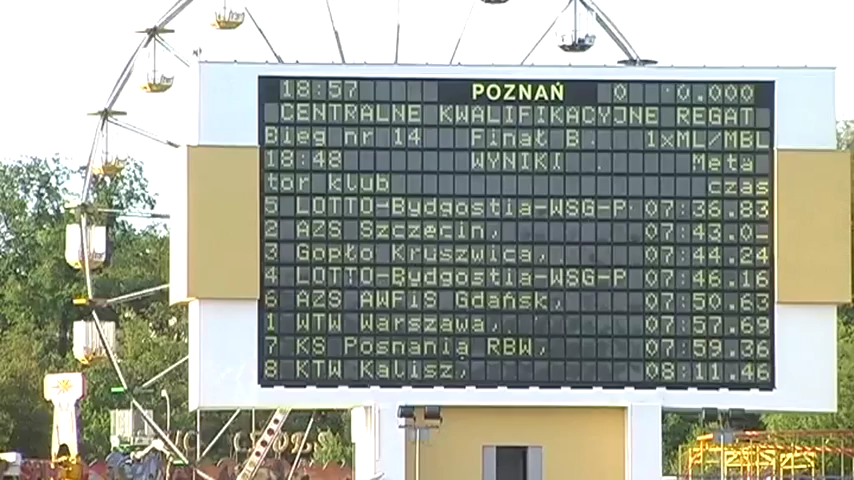 18:57 POZNAŃ 0 0.000
CENTRALNE KWALIFIKACYJNE REGAT
Bieg nr 14 Finał B 1xML/MBL
18:48 WYNIKI Meta
tor klub czas
5 LOTTO-Bydgostia-WSG-P 07:38.83
2 AZS Szczecin, 07:43.0
3 Gopło Kruszwica, 07:44.24
4 LOTTO-Bydgostia-WSG-P 07:46.16
6 AZS AWFiS Gdańsk, 07:50.63
1 WTW Warszawa, 07:57.69
7 KS Posnania RBW, 07:59.36
8 KTW Kalisz, 08:11.46